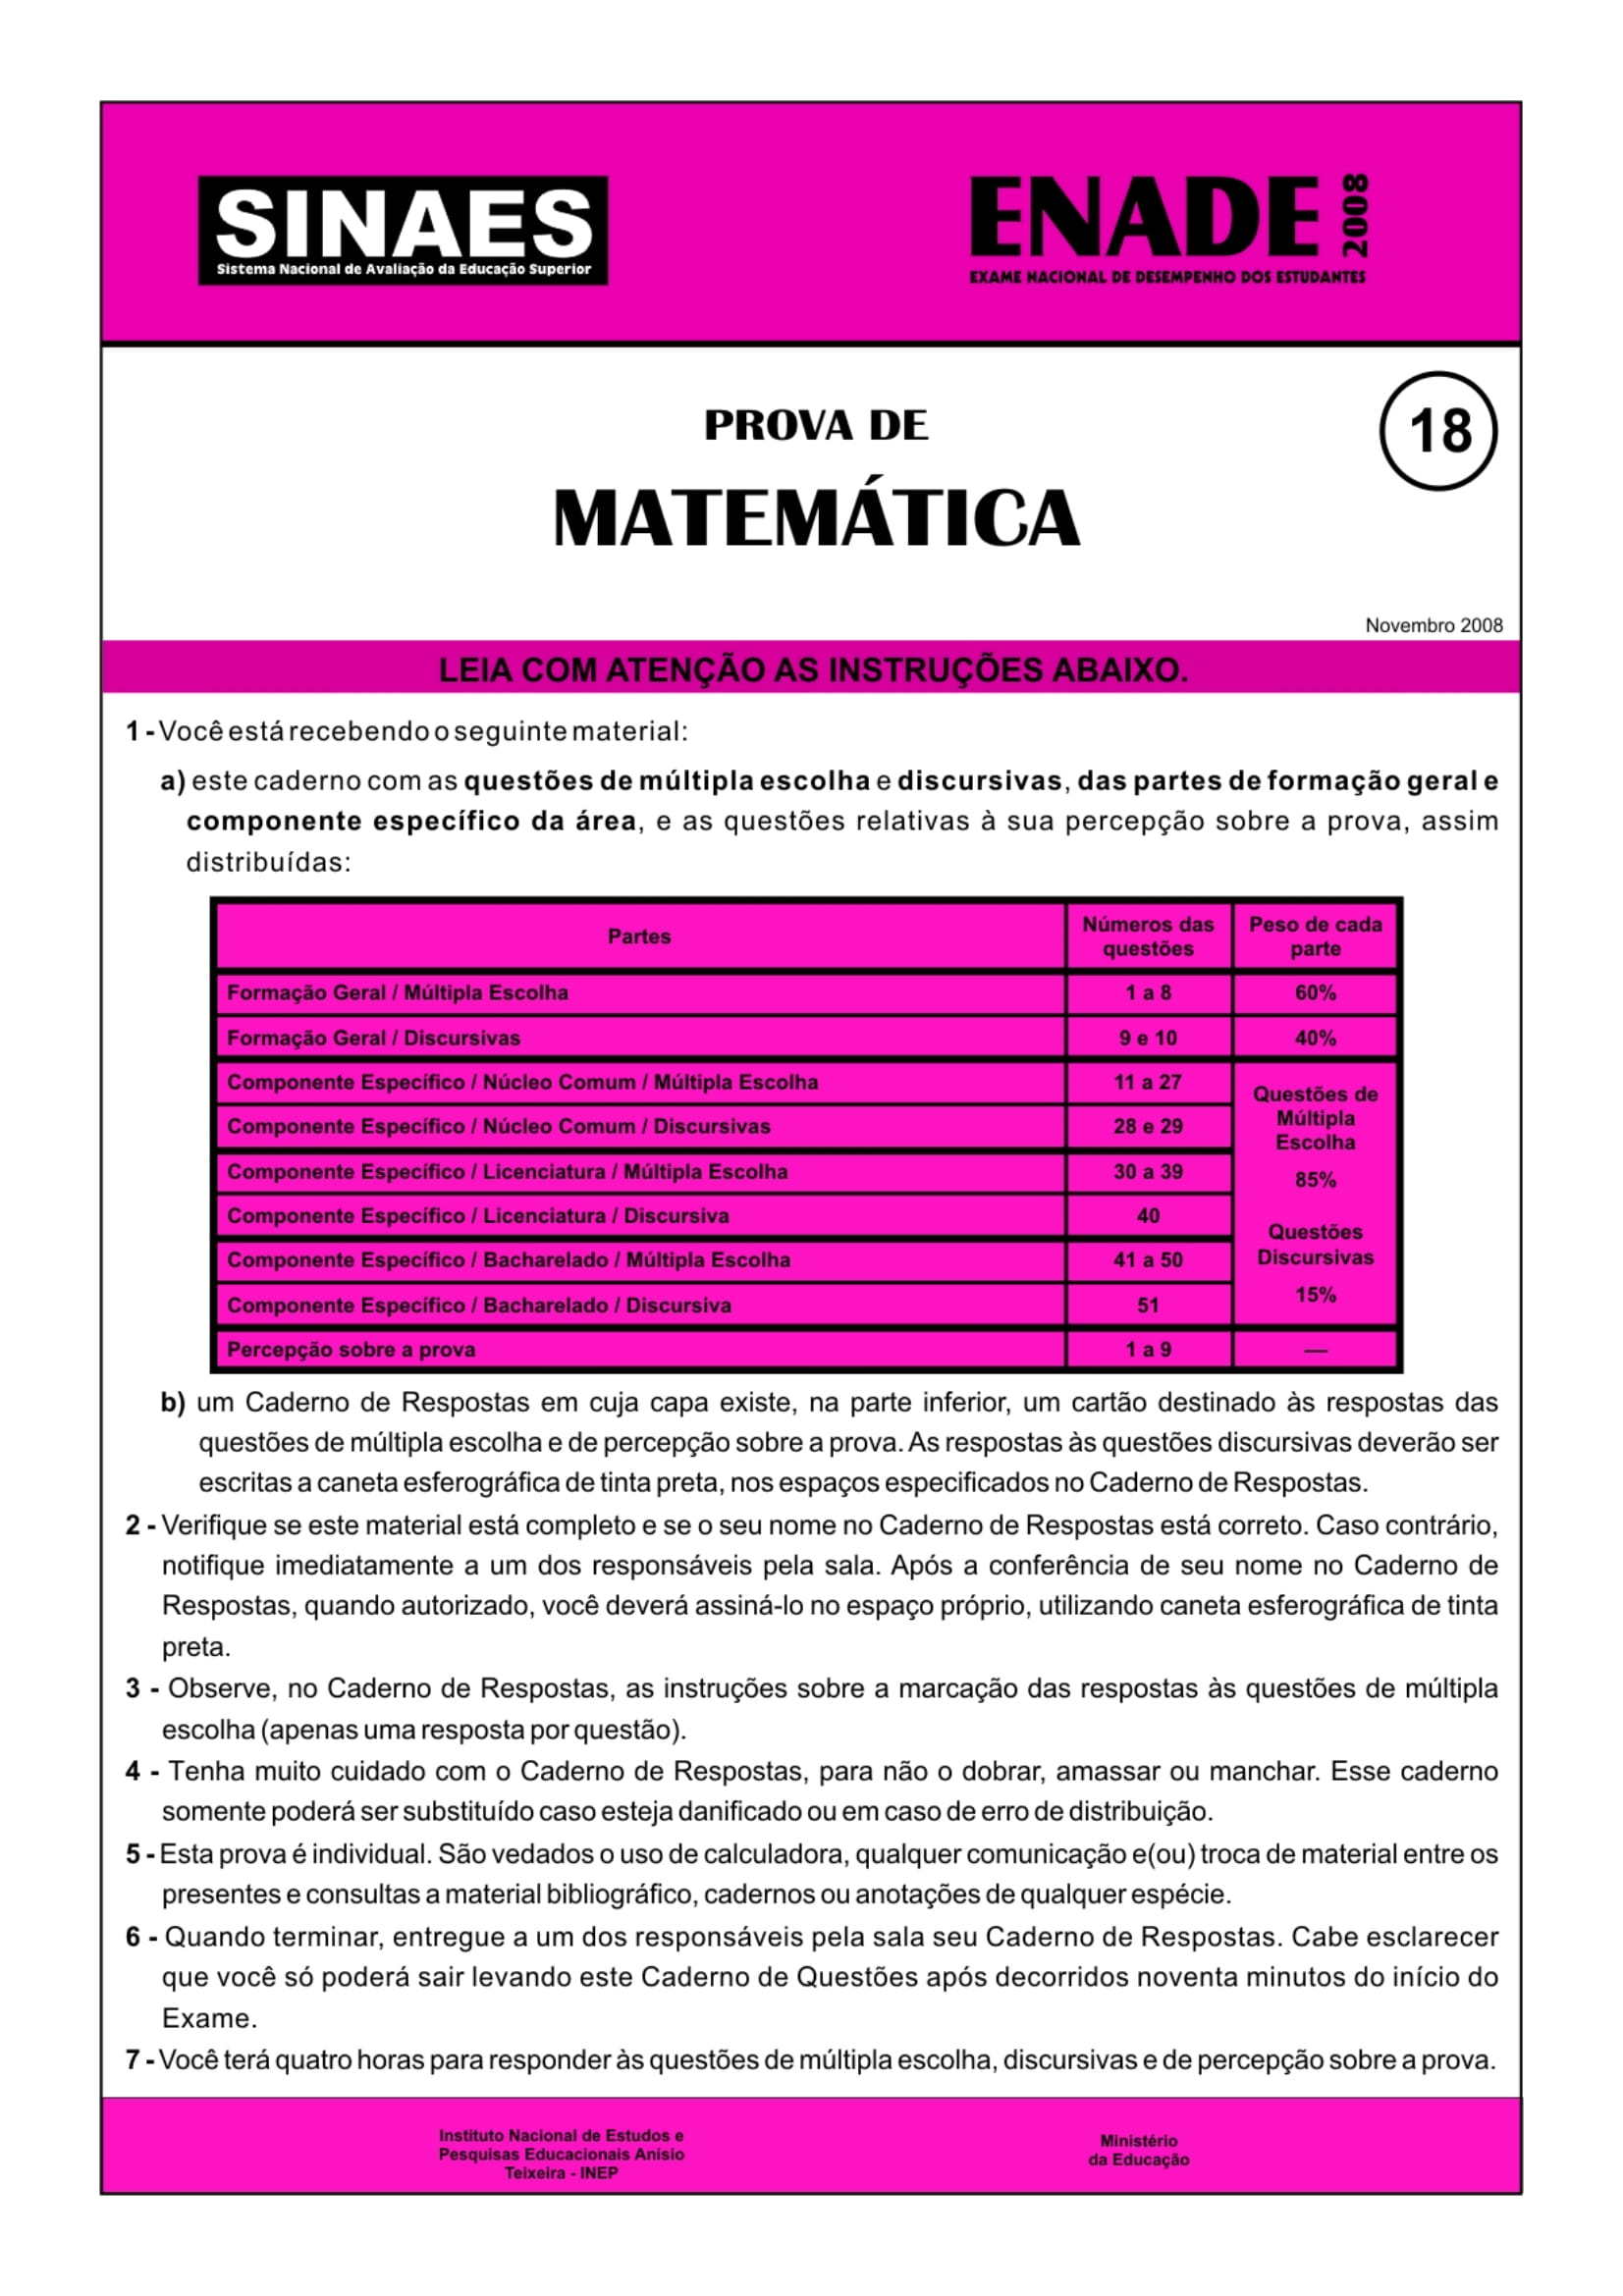 SINAES
Sistema Nacional de Avaliação da Educação Superior
ENADE 2008
EXAME NACIONAL DE DESEMPENHO DOS ESTUDANTES
PROVA DE
18
MATEMÁTICA
Novembro 2008
LEIA COM ATENÇÃO AS INSTRUÇÕES ABAIXO.
1 - Você está recebendo o seguinte material:
a) este caderno com as questões de múltipla escolha e discursivas, das partes de formação geral e
componente específico da área, e as questões relativas à sua percepção sobre a prova, assim
distribuídas:
Partes
Números das
questões
Peso de cada
parte
Formação Geral / Múltipla Escolha 1 a 8 60%
Formação Geral / Discursivas 9 e 10 40%
Componente Específico / Núcleo Comum / Múltipla Escolha 11 a 27
Componente Específico / Núcleo Comum / Discursivas 28 e 29
Componente Específico / Licenciatura / Múltipla Escolha 30 a 39
Componente Específico / Licenciatura / Discursiva 40
Componente Específico / Bacharelado / Múltipla Escolha 41 a 50
Componente Específico / Bacharelado / Discursiva 51
Questões de
Múltipla
Escolha
85%
Questões
Discursivas
15%
Percepção sobre a prova 1 a 9 —
b) um Caderno de Respostas em cuja capa existe, na parte inferior, um cartão destinado às respostas das
questões de múltipla escolha e de percepção sobre a prova. As respostas às questões discursivas deverão ser
escritas a caneta esferográfica de tinta preta, nos espaços especificados no Caderno de Respostas.
2 - Verifique se este material está completo e se o seu nome no Caderno de Respostas está correto. Caso contrário,
notifique imediatamente a um dos responsáveis pela sala. Após a conferência de seu nome no Caderno de
Respostas, quando autorizado, você deverá assiná-lo no espaço próprio, utilizando caneta esferográfica de tinta
preta.
3 - Observe, no Caderno de Respostas, as instruções sobre a marcação das respostas às questões de múltipla
escolha (apenas uma resposta por questão).
4 - Tenha muito cuidado com o Caderno de Respostas, para não o dobrar, amassar ou manchar. Esse caderno
somente poderá ser substituído caso esteja danificado ou em caso de erro de distribuição.
5 - Esta prova é individual. São vedados o uso de calculadora, qualquer comunicação e(ou) troca de material entre os
presentes e consultas a material bibliográfico, cadernos ou anotações de qualquer espécie.
6 - Quando terminar, entregue a um dos responsáveis pela sala seu Caderno de Respostas. Cabe esclarecer
que você só poderá sair levando este Caderno de Questões após decorridos noventa minutos do início do
Exame.
7 - Você terá quatro horas para responder às questões de múltipla escolha, discursivas e de percepção sobre a prova.
Instituto Nacional de Estudos e
Pesquisas Educacionais Anísio
Teixeira - INEP
Ministério
da Educação